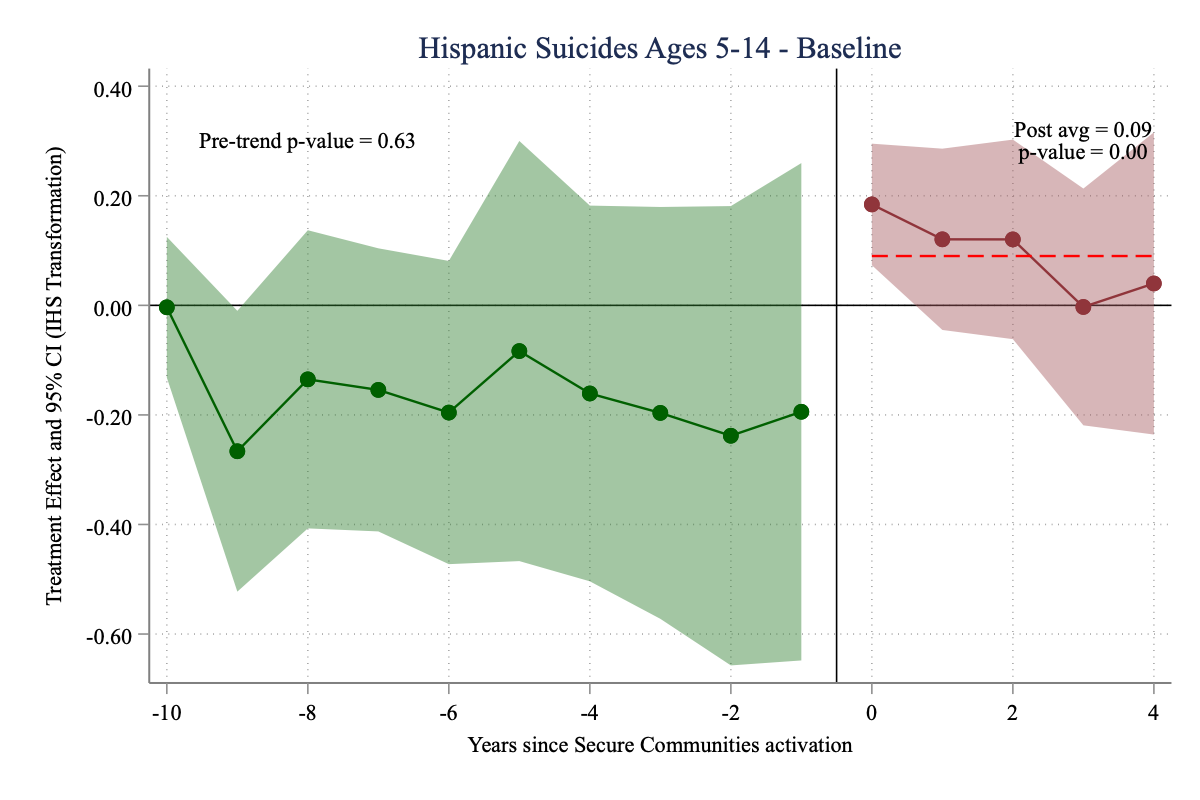 Hispanic Suicides Ages 5-14 - Baseline
Pre-trend p-value = 0.63
Post avg = 0.09
p-value = 0.00
Treatment Effect and 95% CI (IHS Transformation)
0.40
0.20
0.00
-0.20
-0.40
-0.60
-10
-8
-6
-4
-2
0
2
4
Years since Secure Communities activation